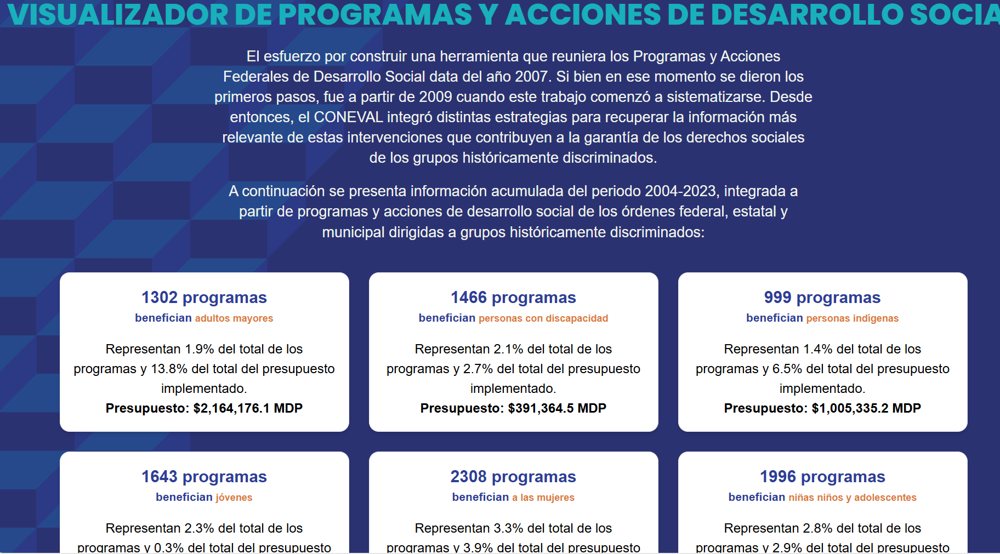 VISUALIZADOR DE PROGRAMAS Y ACCIONES DE DESARROLLO SOCIA
El esfuerzo por construir una herramienta que reuniera los Programas y Acciones
Federales de Desarrollo Social data del año 2007. Si bien en ese momento se dieron los
primeros pasos, fue a partir de 2009 cuando este trabajo comenzó a sistematizarse. Desde
entonces, el CONEVAL integró distintas estrategias para recuperar la información más
relevante de estas intervenciones que contribuyen a la garantía de los derechos sociales
de los grupos históricamente discriminados.
A continuación se presenta información acumulada del periodo 2004-2023, integrada a
partir de programas y acciones de desarrollo social de los órdenes federal, estatal y
municipal dirigidas a grupos históricamente discriminados:
1302 programas
benefician adultos mayores
Representan 1.9% del total de los
programas y 13.8% del total del presupuesto
implementado.
Presupuesto: $2,164,176.1 MDP
1466 programas
benefician personas con discapacidad
Representan 2.1% del total de los
programas y 2.7% del total del presupuesto
implementado.
Presupuesto: $391,364.5 MDP
999 programas
benefician personas indígenas
Representan 1.4% del total de los
programas y 6.5% del total del presupuesto
implementado.
Presupuesto: $1,005,335.2 MDP
1643 programas
benefician jóvenes
Representan 2.3% del total de los
programas y 0.3% del total del presupuesto
2308 programas
benefician a las mujeres
Representan 3.3% del total de los
programas y 3.9% del total del presupuesto
1996 programas
benefician niñas niños y adolescentes
Representan 2.8% del total de los
programas y 2.9% del total del presupuesto